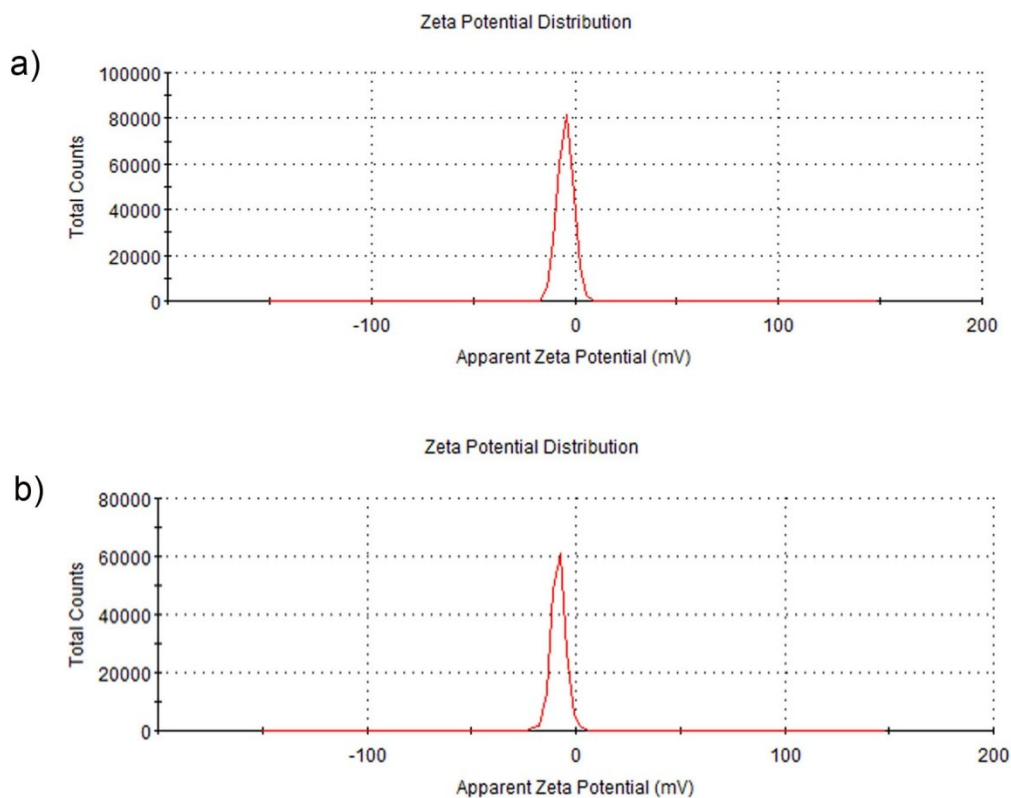 Zeta Potential Distribution
a)
100000
80000
60000
40000
20000
0
Total Counts
-100 0 100 200
Apparent Zeta Potential (mV)
Zeta Potential Distribution
b)
80000
60000
40000
20000
0
Total Counts
-100 0 100 200
Apparent Zeta Potential (mV)